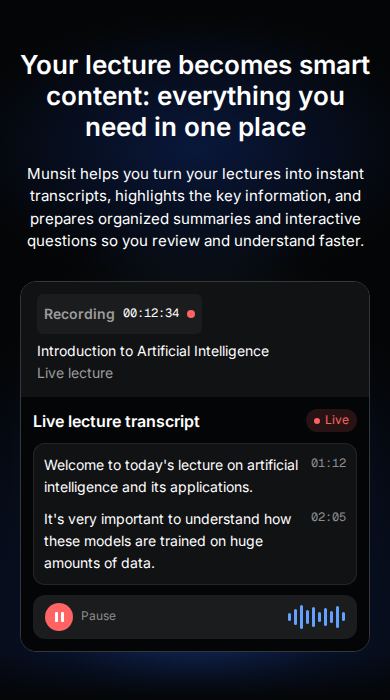 Your lecture becomes smart
content: everything you
need in one place
Munsit helps you turn your lectures into instant
transcripts, highlights the key information, and
prepares organized summaries and interactive
questions so you review and understand faster.
Recording 00:12:34
Introduction to Artificial Intelligence
Live lecture
Live lecture transcript
Live
Welcome to today's lecture on artificial 01:12
intelligence and its applications.
It's very important to understand how 02:05
these models are trained on huge
amounts of data.
Pause